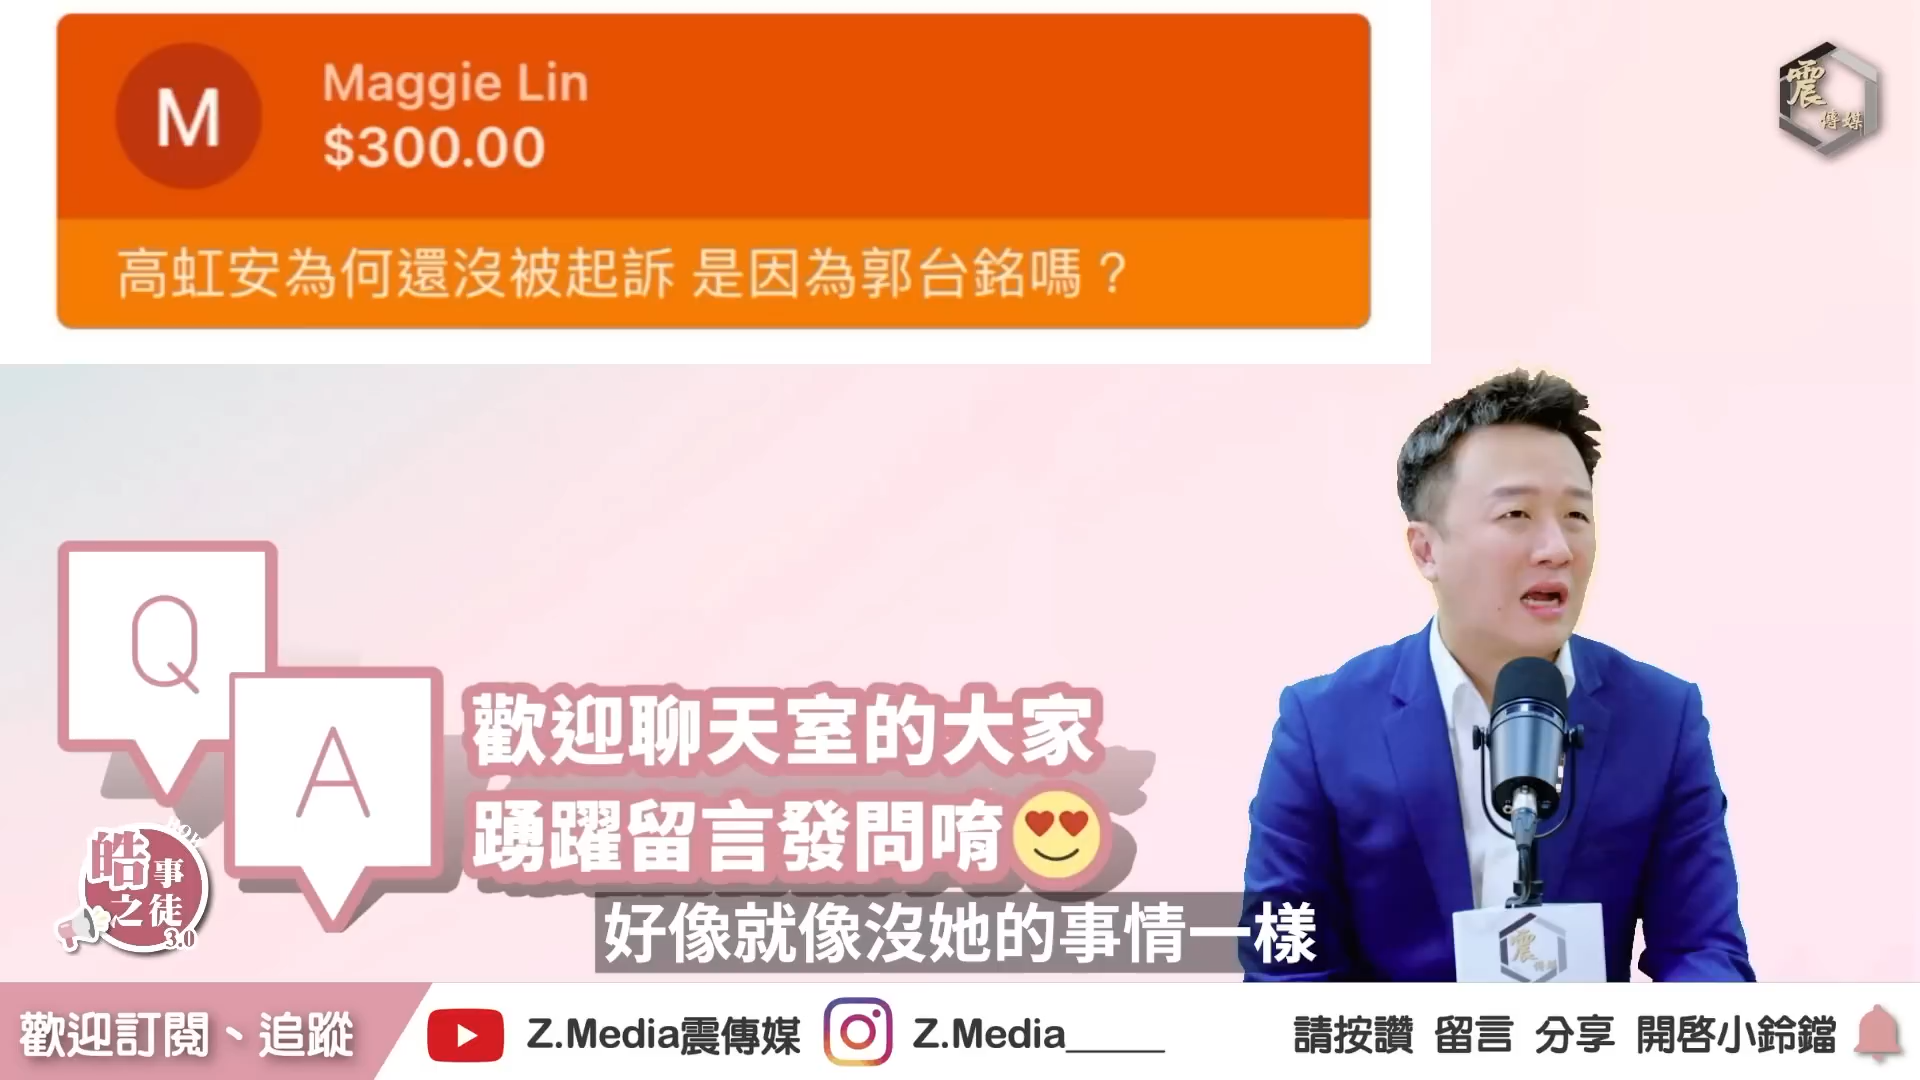 M
Maggie Lin
$300.00
高虹安為何還沒被起訴 是因為郭台銘嗎？
震
傳媒
Q
A
歡迎聊天室的大家
踴躍留言發問唷
皓事
之徒
3.0
好像就像沒她的事情一樣
震
傳媒
歡迎訂閱、追蹤
Z.Media震傳媒
Z.Media_____
請按讚 留言 分享 開啓小鈴鐺